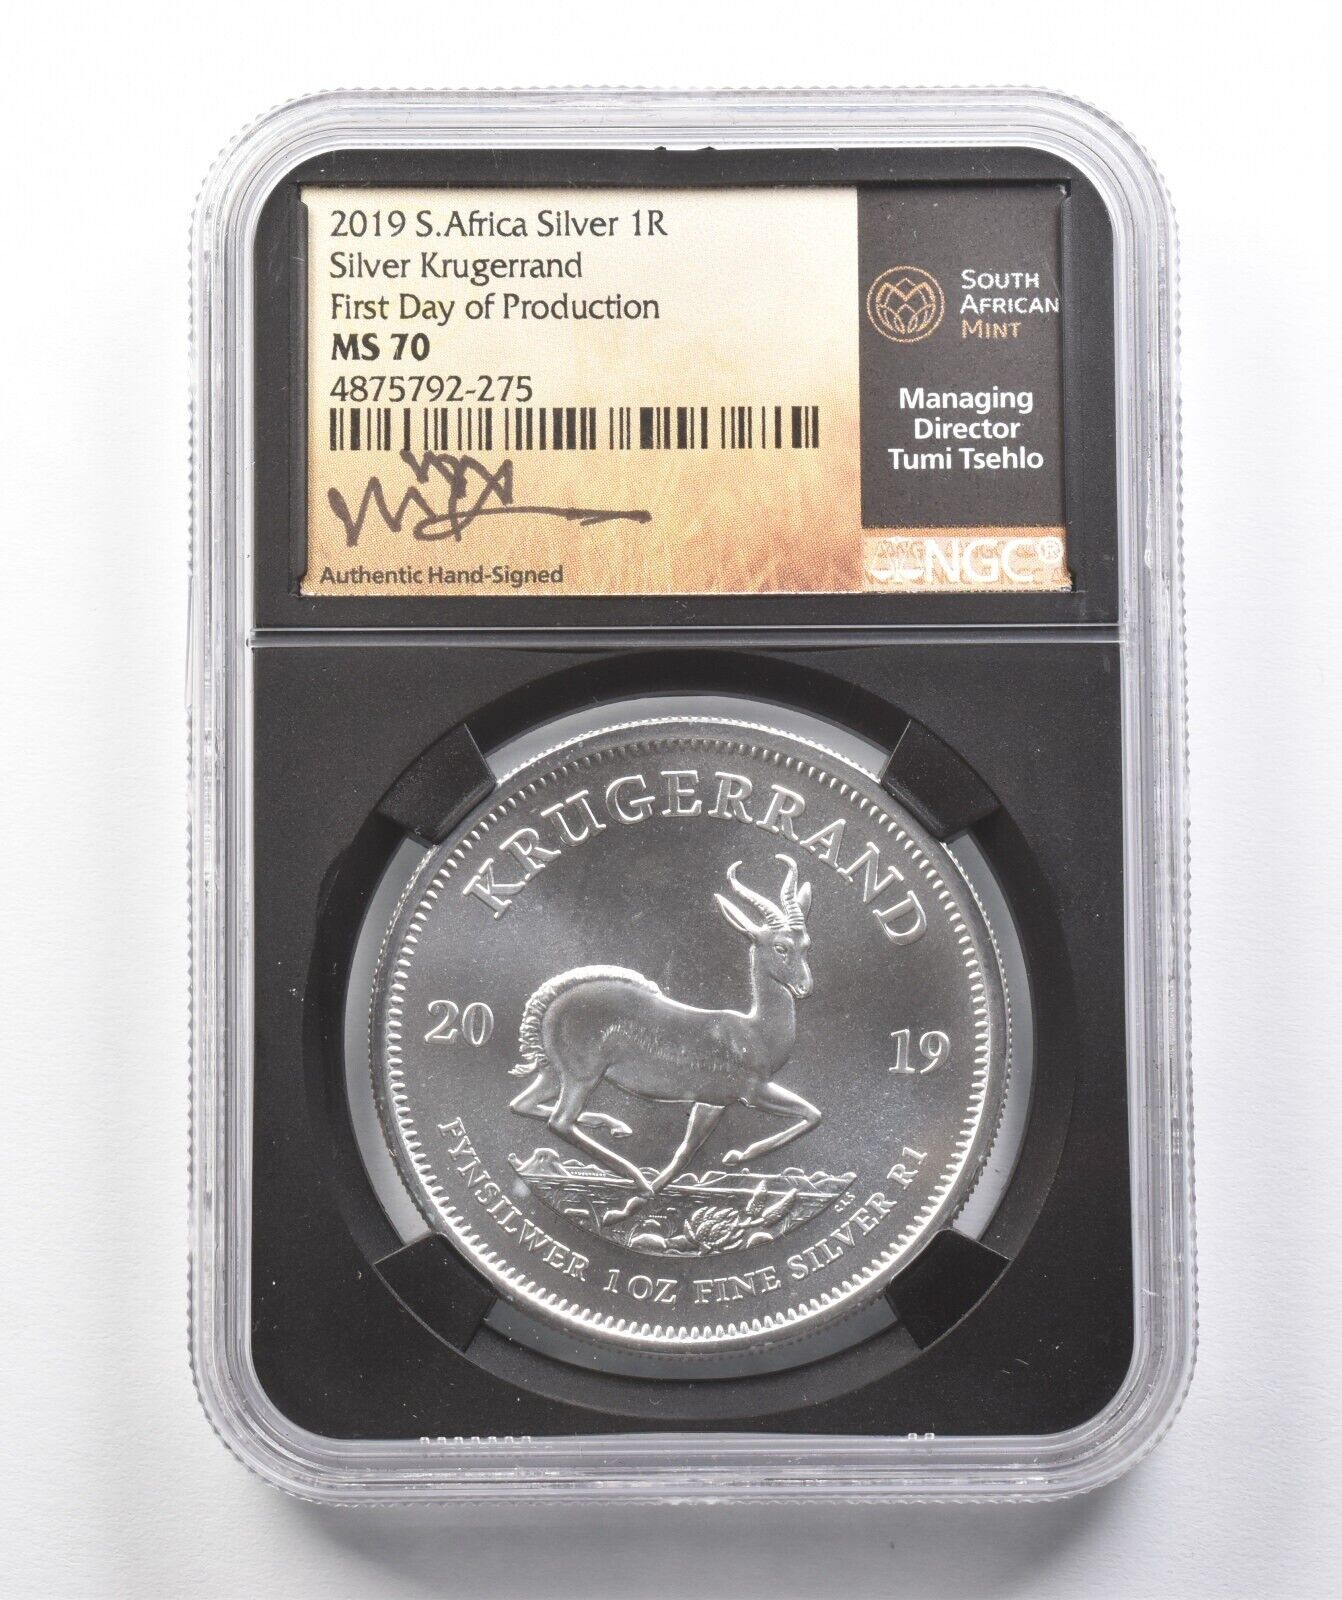 2019 S.Africa Silver 1R
Silver Krugerrand
First Day of Production
MS 70
4875792-275
Authentic Hand-Signed
SOUTH
AFRICAN
MINT
Managing
Director
Tumi Tsehlo
NGC®
KRUGERRAND
20 19
FYNSILWER 1 OZ FINE SILVER R1
CLS